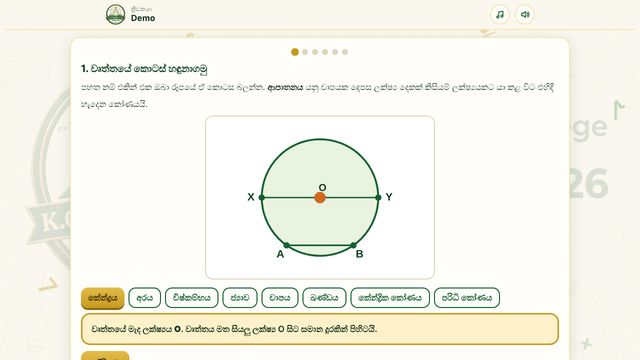 ක්‍රීඩකයා
Demo
1. වෘත්තයේ කොටස් හඳුනාගමු
පහත නම් එකින් එක ඔබා රූපයේ ඒ කොටස බලන්න. ආපාතනය යනු චාපයක දෙපස ලක්ෂ්‍ය දෙකක් කිසියම් ලක්ෂ්‍යයකට යා කළ විට එහිදී
හැදෙන කෝණයයි.
O
X
Y
A
B
කේන්ද්‍රය
අරය
විෂ්කම්භය
ජ්‍යාව
චාපය
ඛණ්ඩය
කේන්ද්‍රික කෝණය
පරිධි කෝණය
වෘත්තයේ මැද ලක්ෂ්‍යය O. වෘත්තය මත සියලු ලක්ෂ්‍ය O සිට සමාන දුරකින් පිහිටයි.